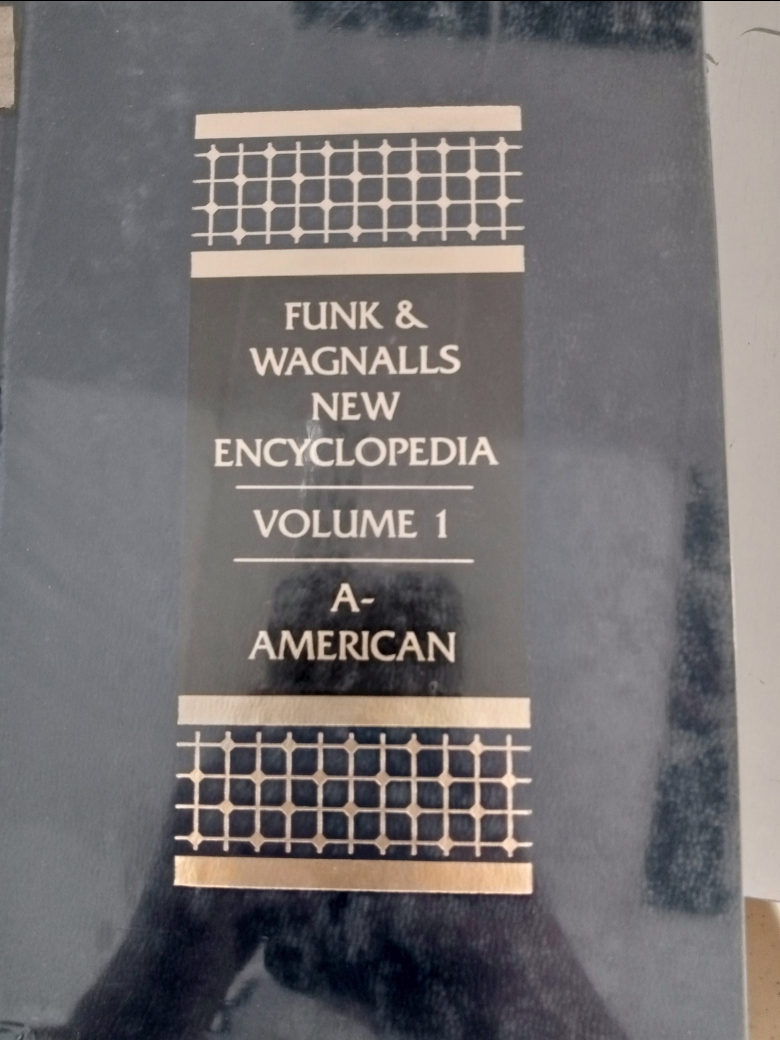 FUNK &
WAGNALLS
NEW
ENCYCLOPEDIA
VOLUME 1
A-
AMERICAN